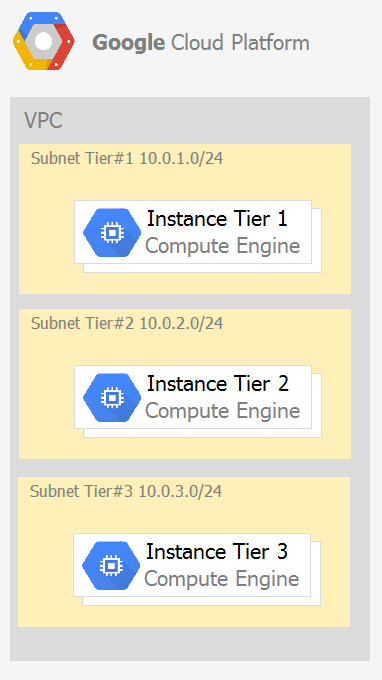 Google Cloud Platform
VPC
Subnet Tier#1 10.0.1.0/24
Instance Tier 1
Compute Engine
Subnet Tier#2 10.0.2.0/24
Instance Tier 2
Compute Engine
Subnet Tier#3 10.0.3.0/24
Instance Tier 3
Compute Engine